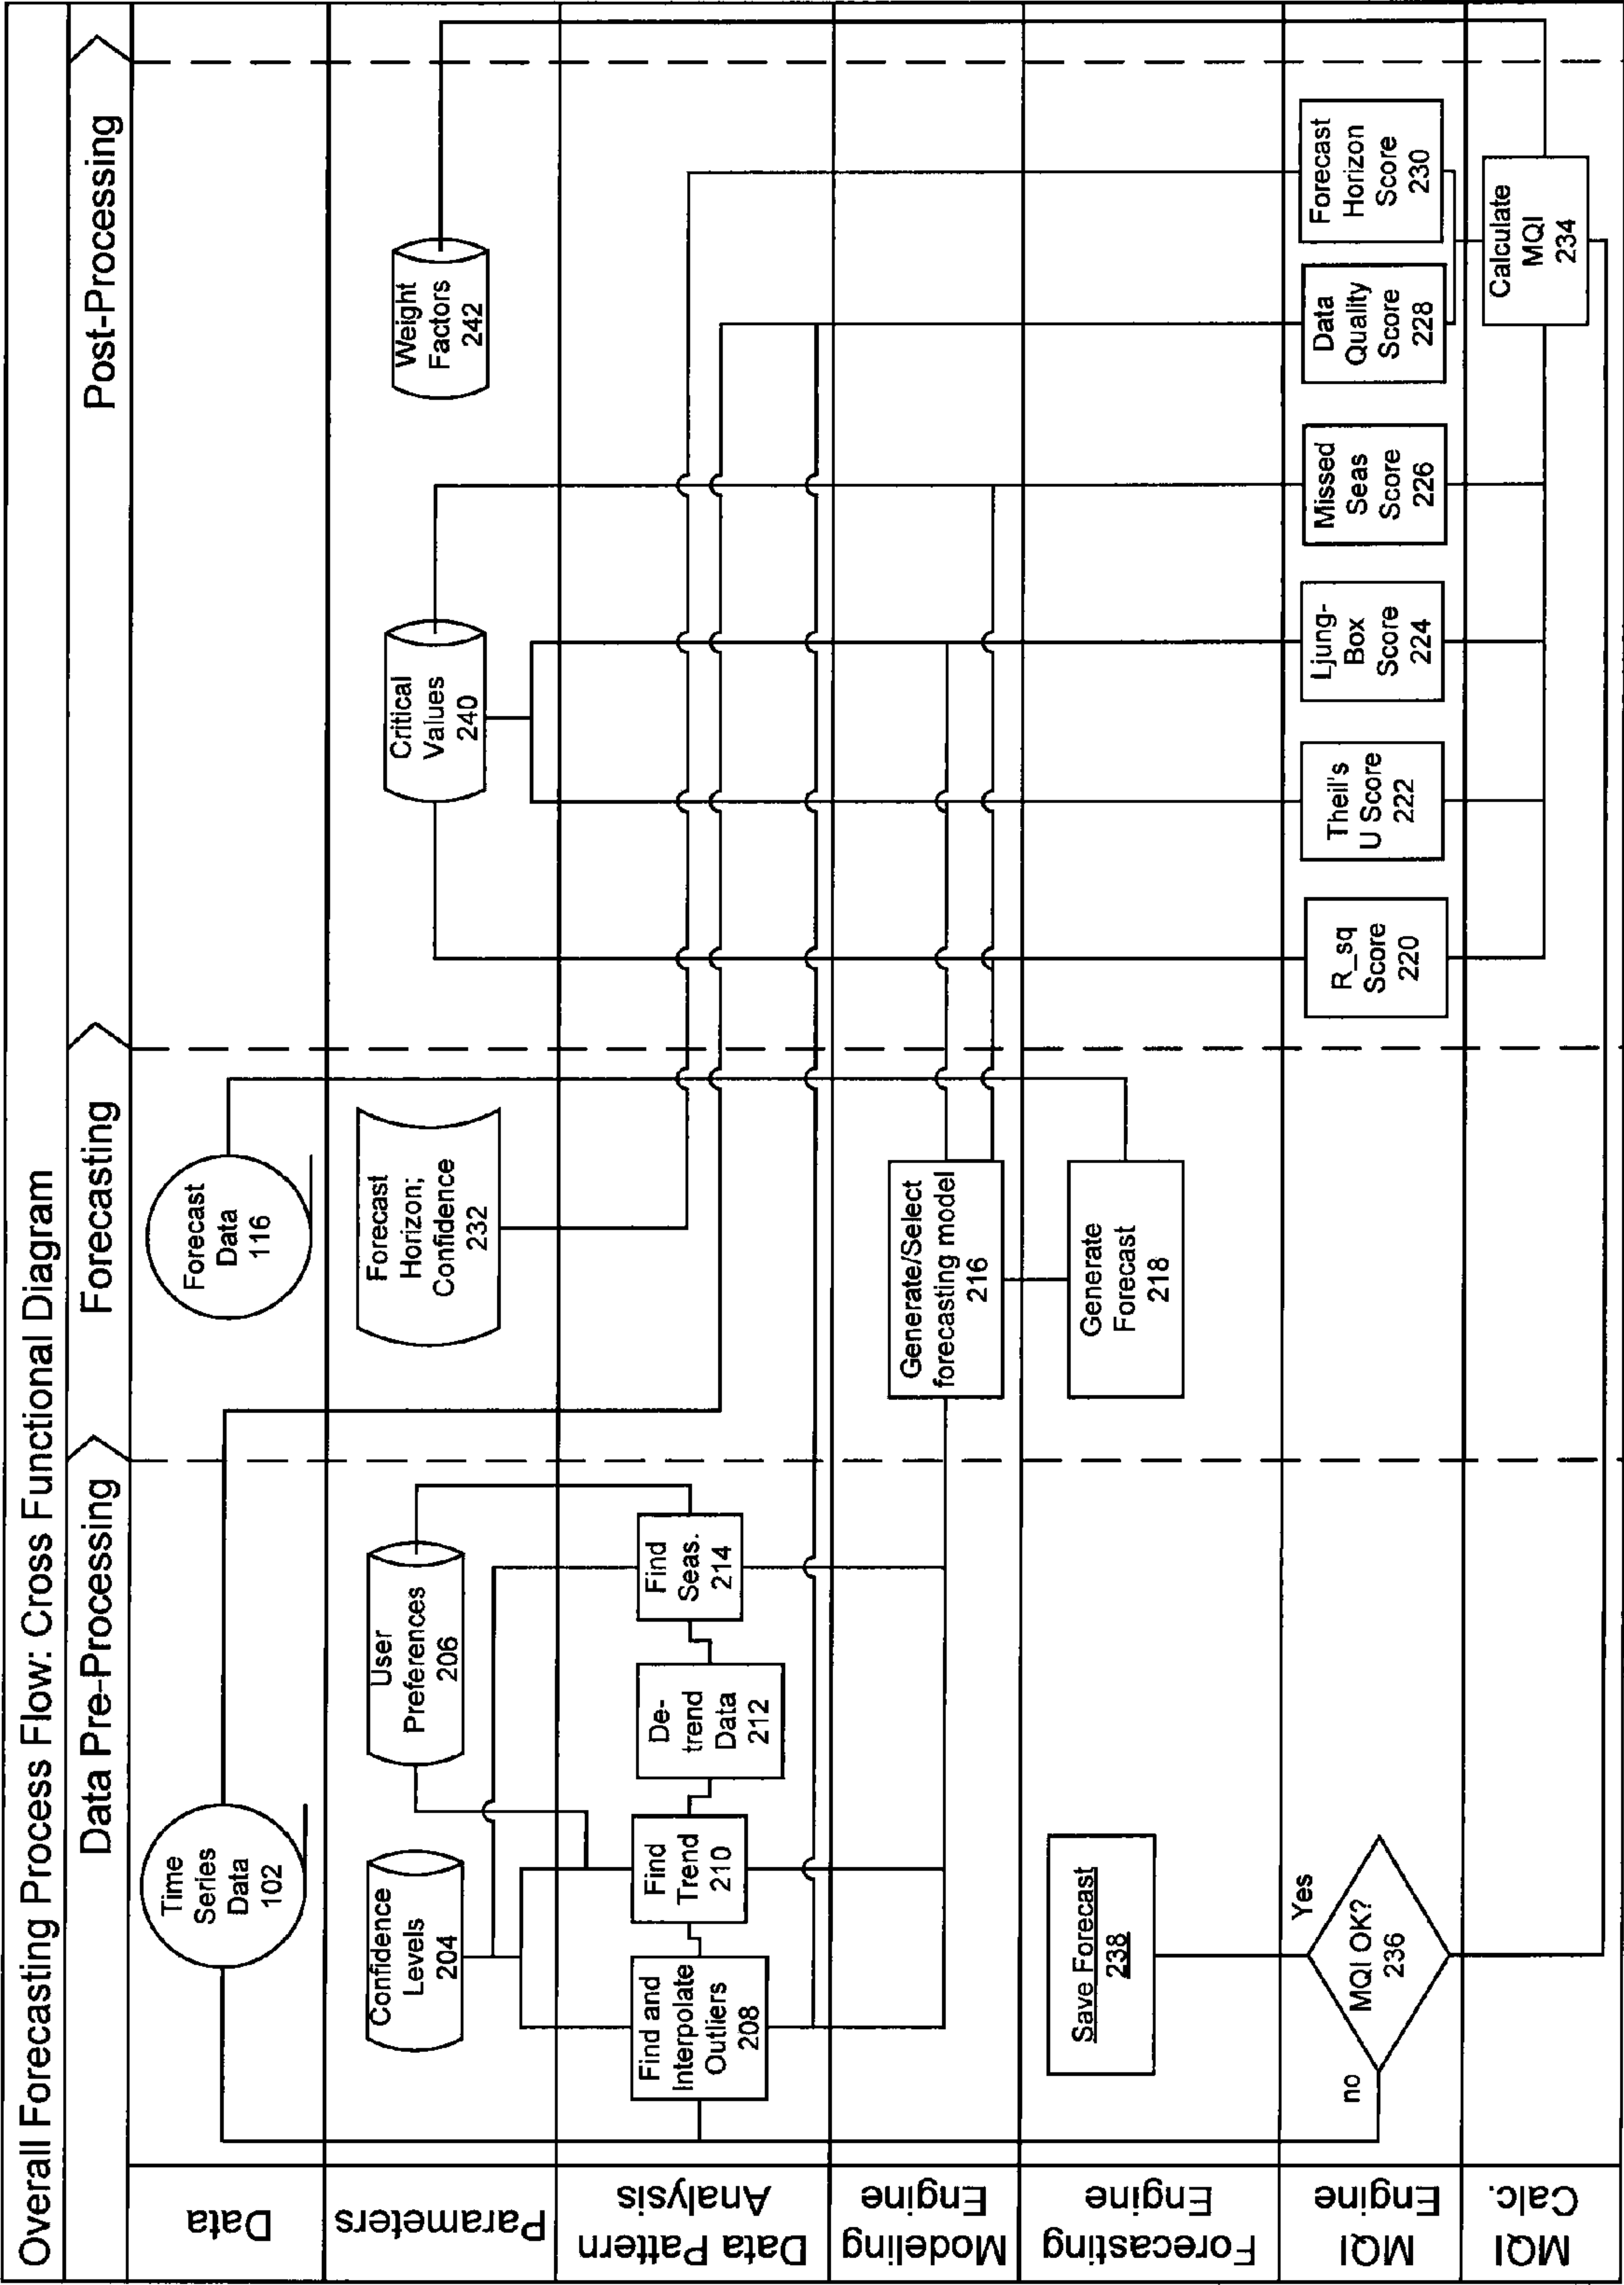 Overall Forecasting Process Flow: Cross Functional Diagram
Data Pre-Processing
Forecasting
Post-Processing
Data
Time
Series
Data
102
Forecast
Data
116
Parameters
Confidence
Levels
204
User
Preferences
206
Forecast
Horizon;
Confidence
232
Critical
Values
240
Weight
Factors
242
Data Pattern
Analysis
Find and
Interpolate
Outliers
208
Find
Trend
210
De-
trend
Data
212
Find
Seas.
214
Modeling
Engine
Generate/Select
forecasting model
216
Forecasting
Engine
Save Forecast
238
Generate
Forecast
218
MQI
Engine
no
MQI OK?
236
Yes
R_sq
Score
220
Theil's
U Score
222
Ljung-
Box
Score
224
Missed
Seas
Score
226
Data
Quality
Score
228
Forecast
Horizon
Score
230
MQI
Calc.
Calculate
MQI
234